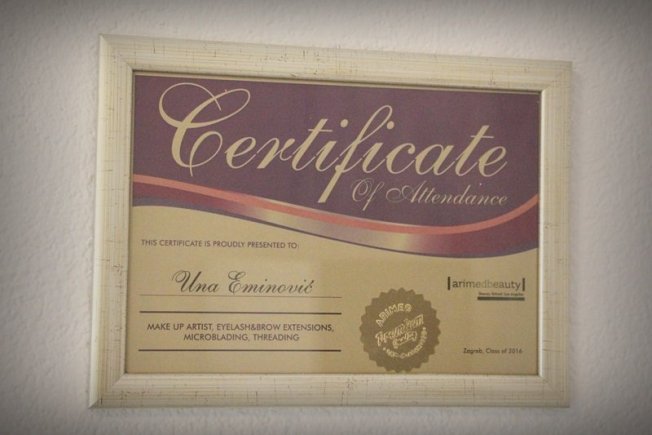 Certificate
Of Attendance
THIS CERTIFICATE IS PROUDLY PRESENTED TO:
Una Eminović
[arimedbeauty]
MAKE UP ARTIST, EYELASH&BROW EXTENSIONS,
MICROBLADING, THREADING
ARIMED
Zagreb, Class of 2016